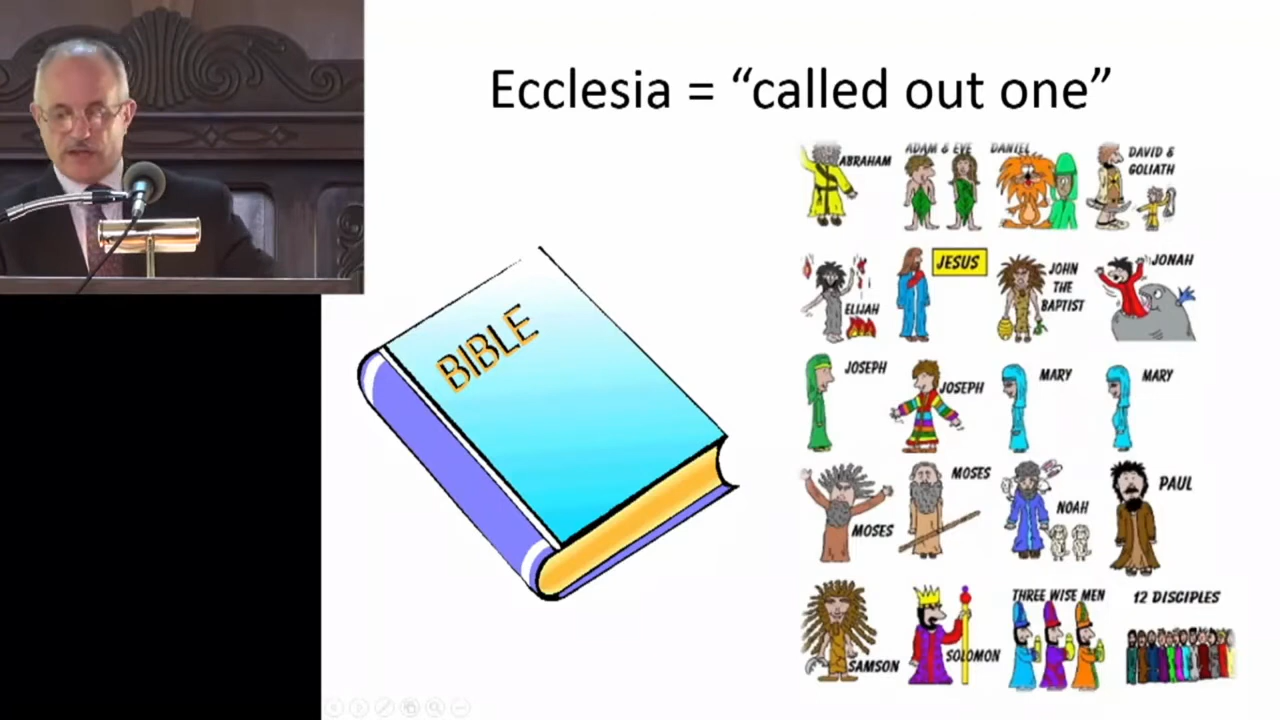 Ecclesia = “called out one”
BIBLE
ABRAHAM
ADAM & EVE
DANIEL
DAVID &
GOLIATH
ELIJAH
JESUS
JOHN
THE
BAPTIST
JONAH
JOSEPH
JOSEPH
MARY
MARY
MOSES
MOSES
NOAH
PAUL
SAMSON
SOLOMON
THREE WISE MEN
12 DISCIPLES